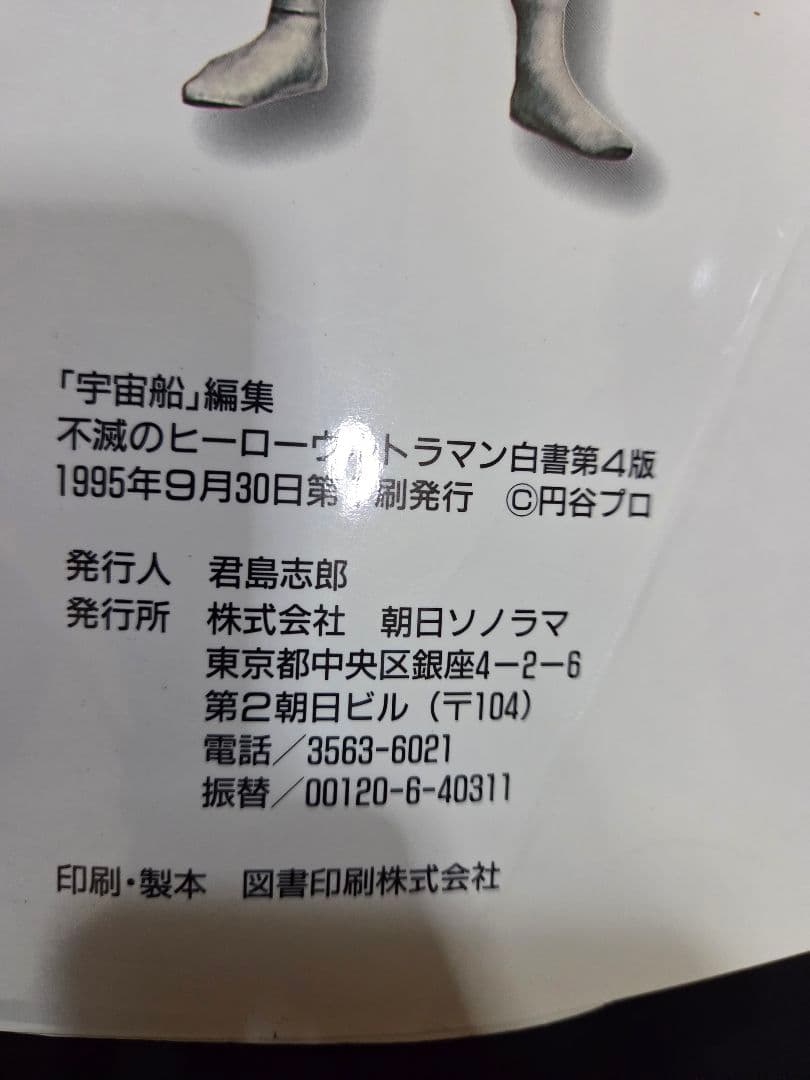 「宇宙船」編集
不滅のヒーローウルトラマン白書第4版
1995年9月30日第 刷発行 ©円谷プロ
発行人 君島志郎
発行所 株式会社 朝日ソノラマ
東京都中央区銀座4-2-6
第2朝日ビル（〒104）
電話／3563-6021
振替／00120-6-40311
印刷・製本 図書印刷株式会社